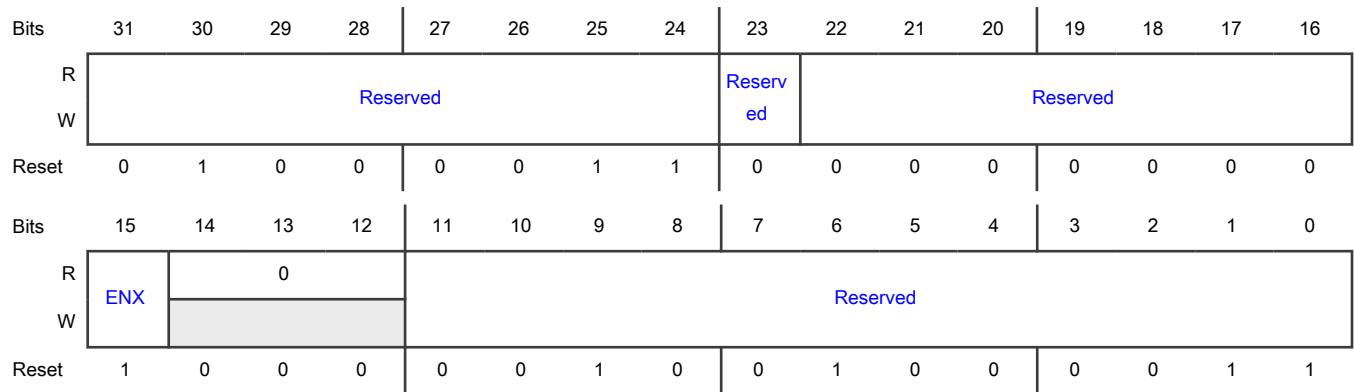 Bits 31 30 29 28 27 26 25 24 23 22 21 20 19 18 17 16
R
Reserved Reserv Reserved
ed
W
Reset 0 1 0 0 0 0 1 1 0 0 0 0 0 0 0 0
Bits 15 14 13 12 11 10 9 8 7 6 5 4 3 2 1 0
R 0
ENX Reserved
W
Reset 1 0 0 0 0 0 1 0 0 1 0 0 0 0 1 1